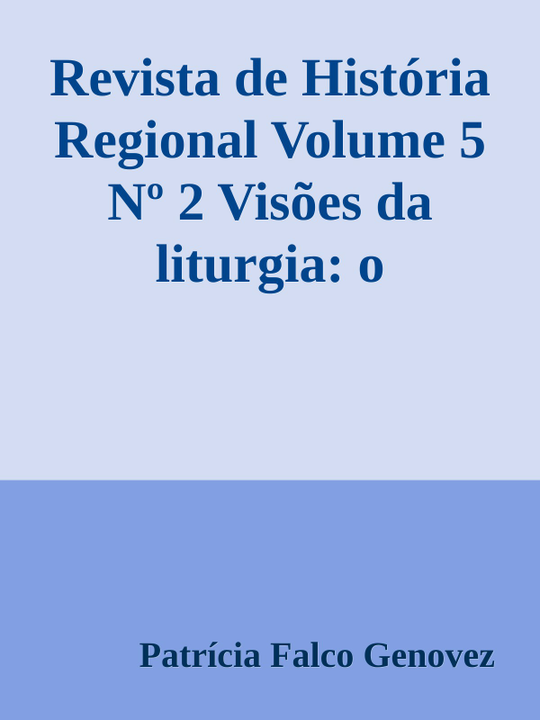 Revista de História
Regional Volume 5
Nº 2 Visões da
liturgia: o
Patrícia Falco Genovez